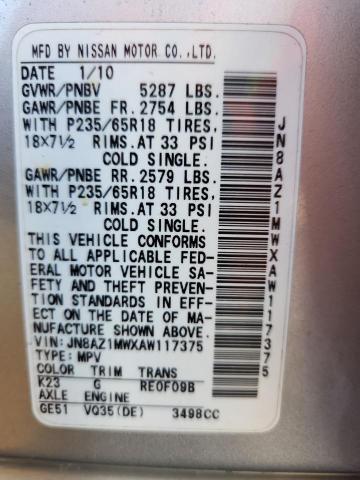 MFD BY NISSAN MOTOR CO.,LTD.
DATE 1/10
GVWR/PNBV 5287 LBS.
GAWR/PNBE FR. 2754 LBS.
WITH P235/65R18 TIRES,
18X7½ RIMS.AT 33 PSI
COLD SINGLE.
GAWR/PNBE RR. 2579 LBS.
WITH P235/65R18 TIRES,
18X7½ RIMS.AT 33 PSI
COLD SINGLE.
THIS VEHICLE CONFORMS
TO ALL APPLICABLE FED-
ERAL MOTOR VEHICLE SA-
FETY AND THEFT PREVEN-
TION STANDARDS IN EFF-
ECT ON THE DATE OF MA-
NUFACTURE SHOWN ABOVE.
VIN: JN8AZ1MWXAW117375
TYPE: MPV
COLOR TRIM TRANS
K23 G RE0F09B
AXLE ENGINE
GE51 VQ35(DE) 3498CC
JN8AZ1MWXAW117375